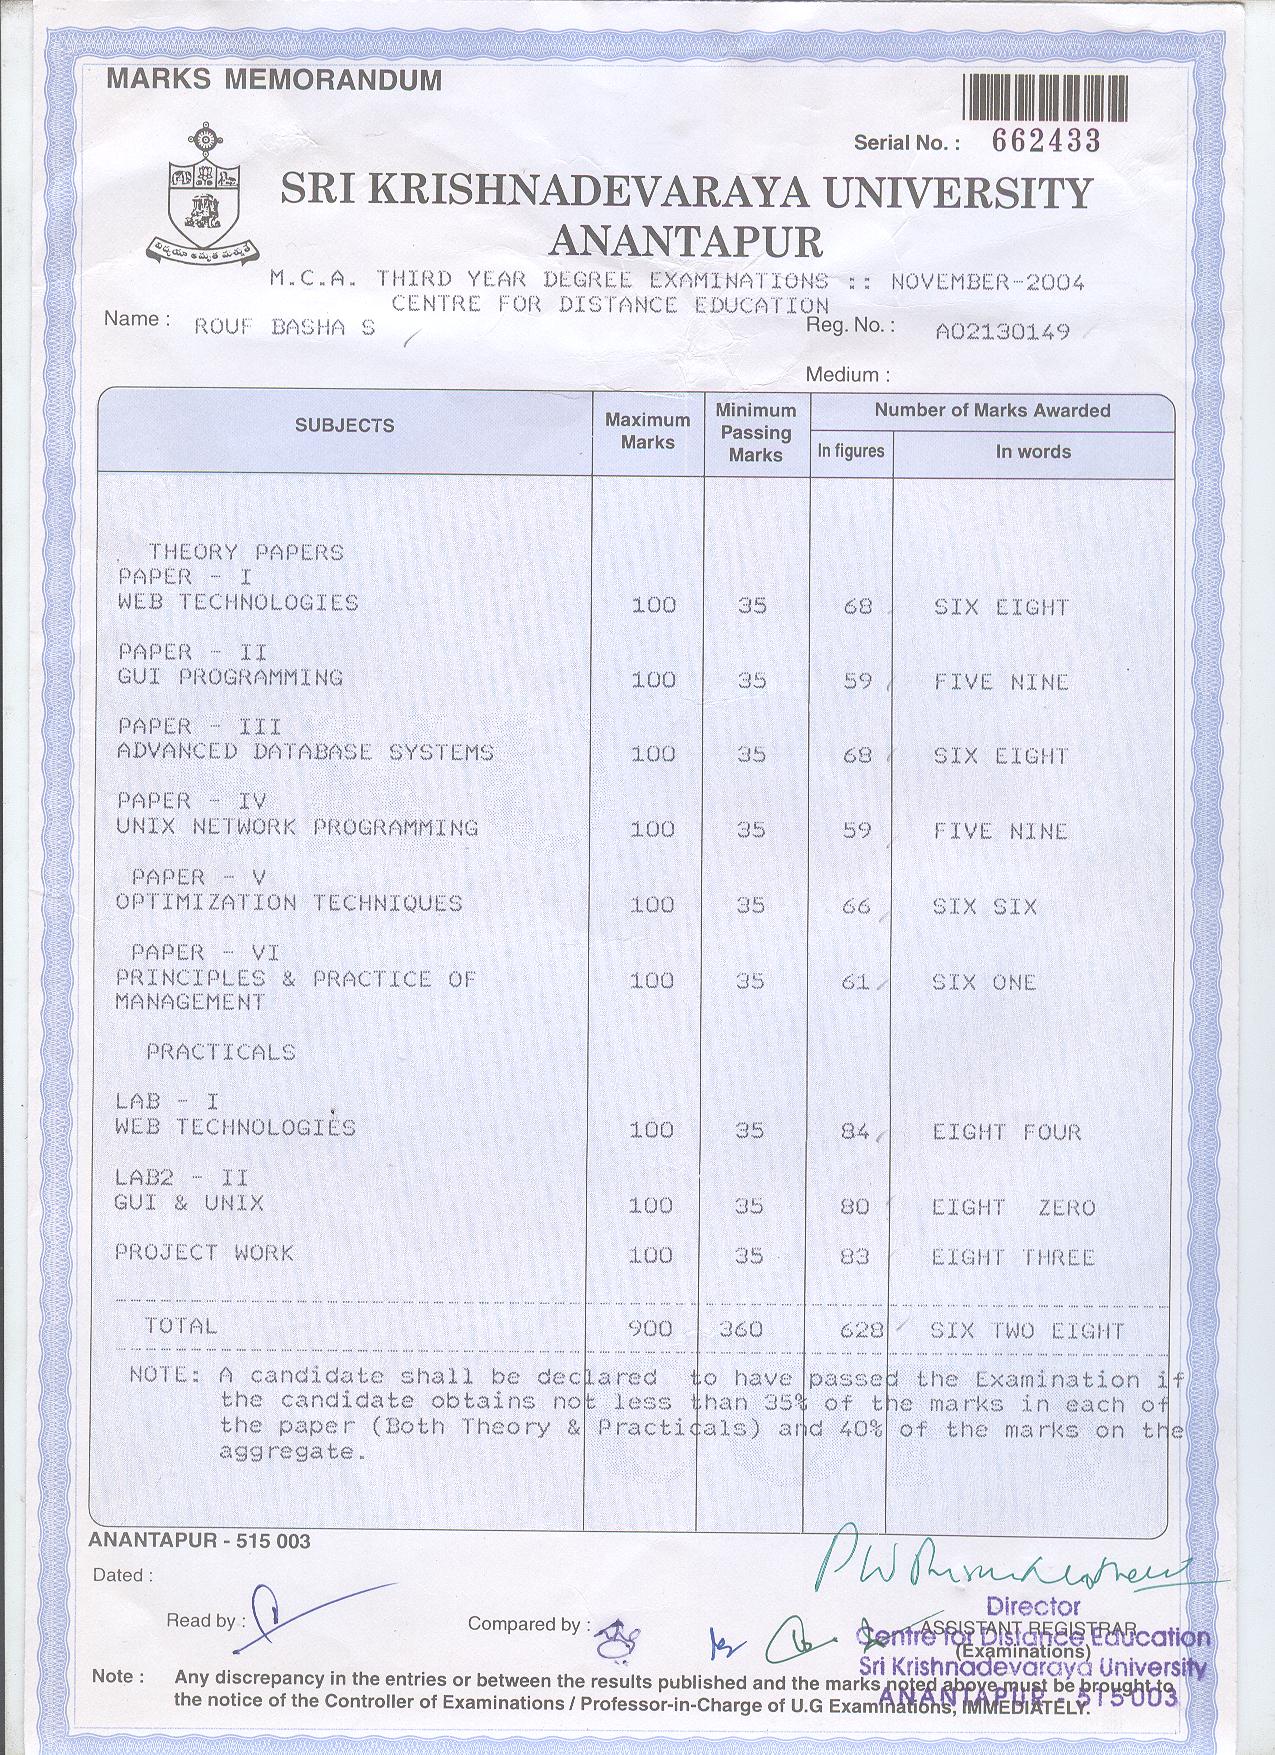 MARKS MEMORANDUM
Serial No. : 662433
SRI KRISHNADEVARAYA UNIVERSITY
ANANTAPUR
M.C.A. THIRD YEAR DEGREE EXAMINATIONS :: NOVEMBER-2004
CENTRE FOR DISTANCE EDUCATION
Name : ROUF BASHA S
Reg. No. : A02130149
Medium :
SUBJECTS Maximum Marks Minimum Passing Marks Number of Marks Awarded
In figures In words
THEORY PAPERS
PAPER - I
WEB TECHNOLOGIES 100 35 68 SIX EIGHT
PAPER - II
GUI PROGRAMMING 100 35 59 FIVE NINE
PAPER - III
ADVANCED DATABASE SYSTEMS 100 35 68 SIX EIGHT
PAPER - IV
UNIX NETWORK PROGRAMMING 100 35 59 FIVE NINE
PAPER - V
OPTIMIZATION TECHNIQUES 100 35 66 SIX SIX
PAPER - VI
PRINCIPLES & PRACTICE OF 100 35 61 SIX ONE
MANAGEMENT
PRACTICALS
LAB - I
WEB TECHNOLOGIES 100 35 84 EIGHT FOUR
LAB2 - II
GUI & UNIX 100 35 80 EIGHT ZERO
PROJECT WORK 100 35 83 EIGHT THREE
TOTAL 900 360 628 SIX TWO EIGHT
NOTE: A candidate shall be declared to have passed the Examination if
the candidate obtains not less than 35% of the marks in each of
the paper (Both Theory & Practicals) and 40% of the marks on the
aggregate.
ANANTAPUR - 515 003
Dated :
Read by :
Compared by :
Director
ASSISTANT REGISTRAR
Centre for Distance Education
(Examinations)
Sri Krishnadevaraya University
ANANTAPUR - 515 003
Note : Any discrepancy in the entries or between the results published and the marks noted above must be brought to
the notice of the Controller of Examinations / Professor-in-Charge of U.G Examinations, IMMEDIATELY.